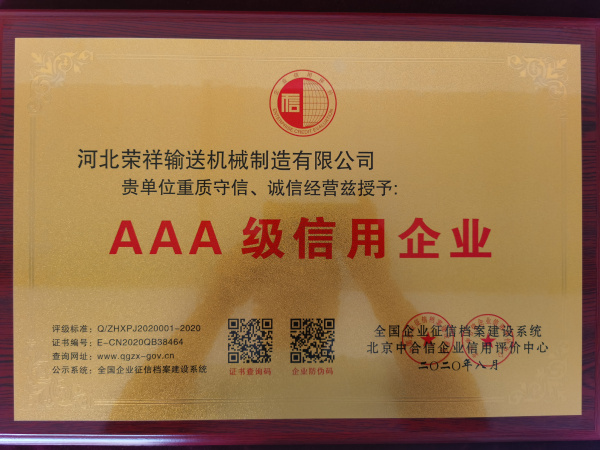 信
河北荣祥输送机械制造有限公司
贵单位重质守信、诚信经营兹授予:
AAA级信用企业
评级标准: Q/ZHXPJ2020001-2020
证书编号: E-CN2020QB38464
查询网址: www.qgzx-gov.cn
公示系统: 全国企业征信档案建设系统
证书查询码
企业防伪码
全国企业征信档案建设系统
北京中合信企业信用评价中心
二〇二〇年八月